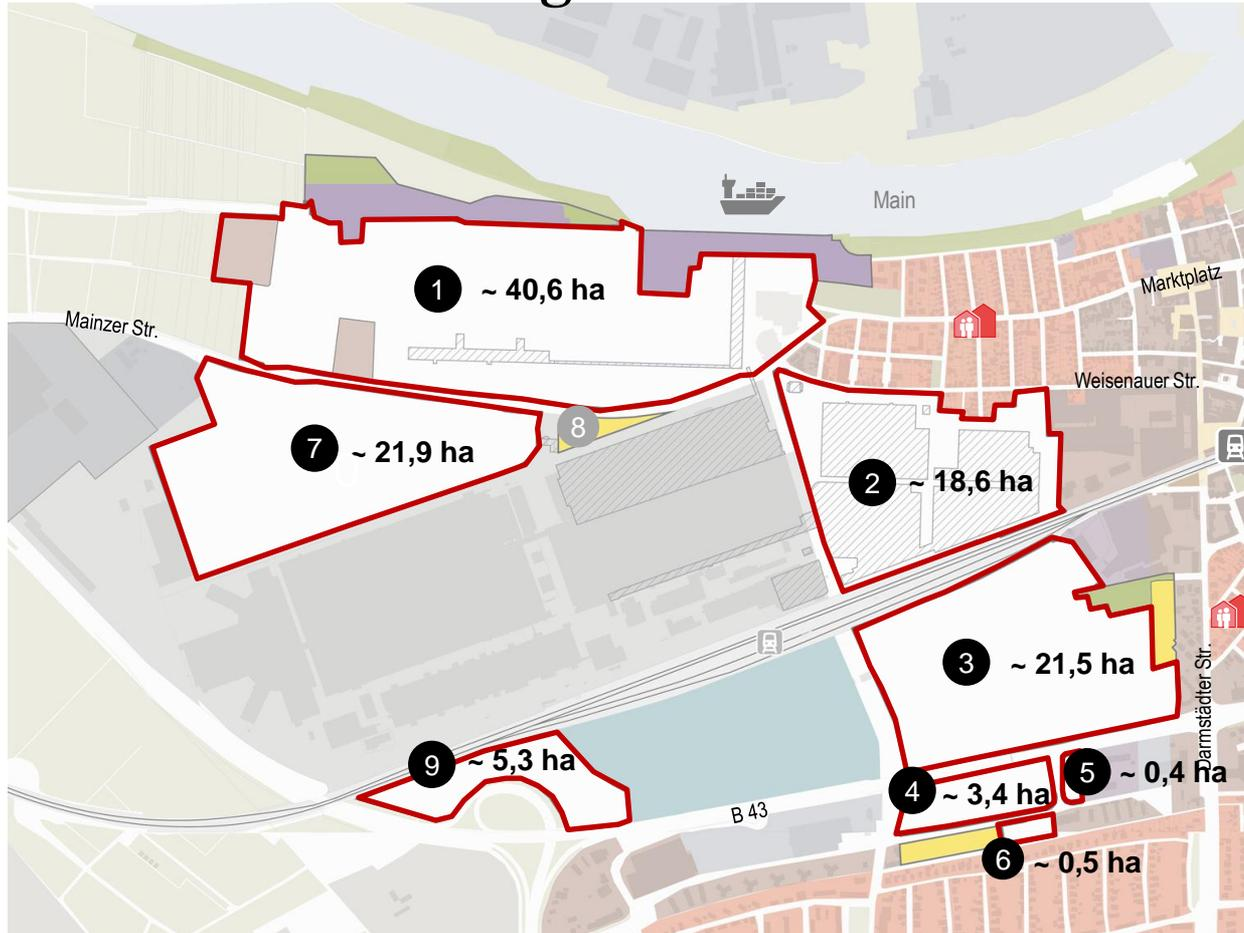 Main
Marktplatz
1 ~ 40,6 ha
Mainzer Str.
Weisenauer Str.
8
7 ~ 21,9 ha
2 ~ 18,6 ha
3 ~ 21,5 ha
Darmstädter Str.
9 ~ 5,3 ha
5 ~ 0,4 ha
4 ~ 3,4 ha
B 43
6 ~ 0,5 ha